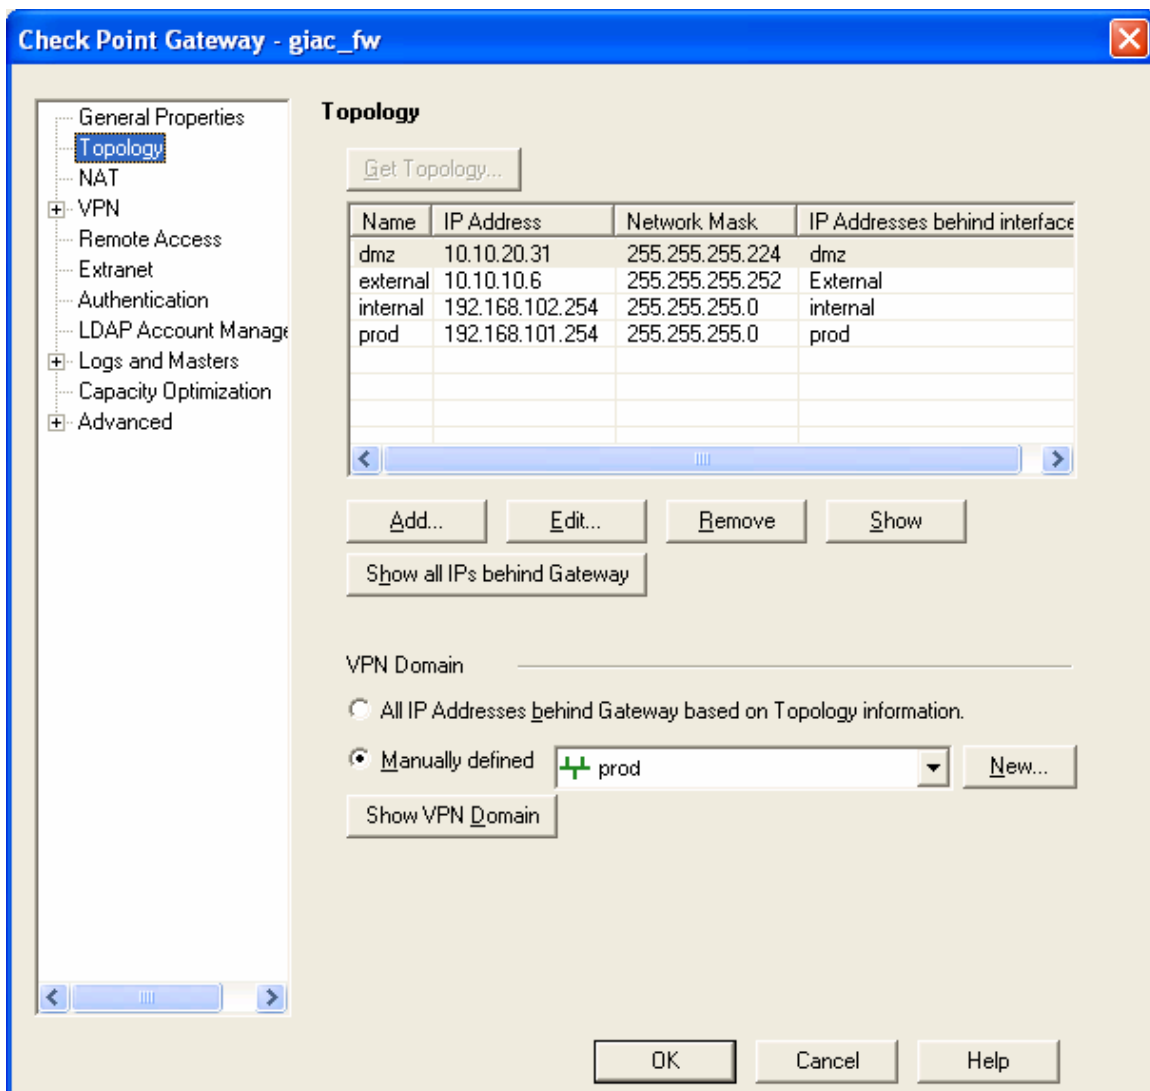 Check Point Gateway - giac_fw
General Properties
Topology
NAT
VPN
Remote Access
Extranet
Authentication
LDAP Account Manage
Logs and Masters
Capacity Optimization
Advanced
Topology
Get Topology...
Name IP Address Network Mask IP Addresses behind interface
dmz 10.10.20.31 255.255.255.224 dmz
external 10.10.10.6 255.255.255.252 External
internal 192.168.102.254 255.255.255.0 internal
prod 192.168.101.254 255.255.255.0 prod
Add... Edit... Remove Show
Show all IPs behind Gateway
VPN Domain
All IP Addresses behind Gateway based on Topology information.
Manually defined prod New...
Show VPN Domain
OK Cancel Help